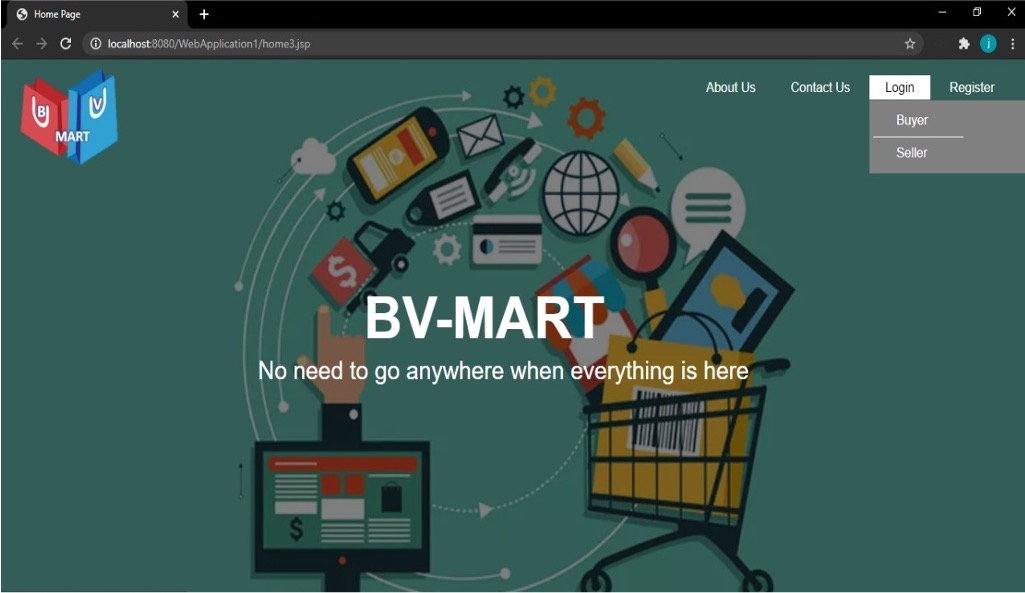 Home Page
localhost:8080/WebApplication1/home3.jsp
j
B V
MART
About Us Contact Us Login Register
Buyer
Seller
$
BV-MART
No need to go anywhere when everything is here
$